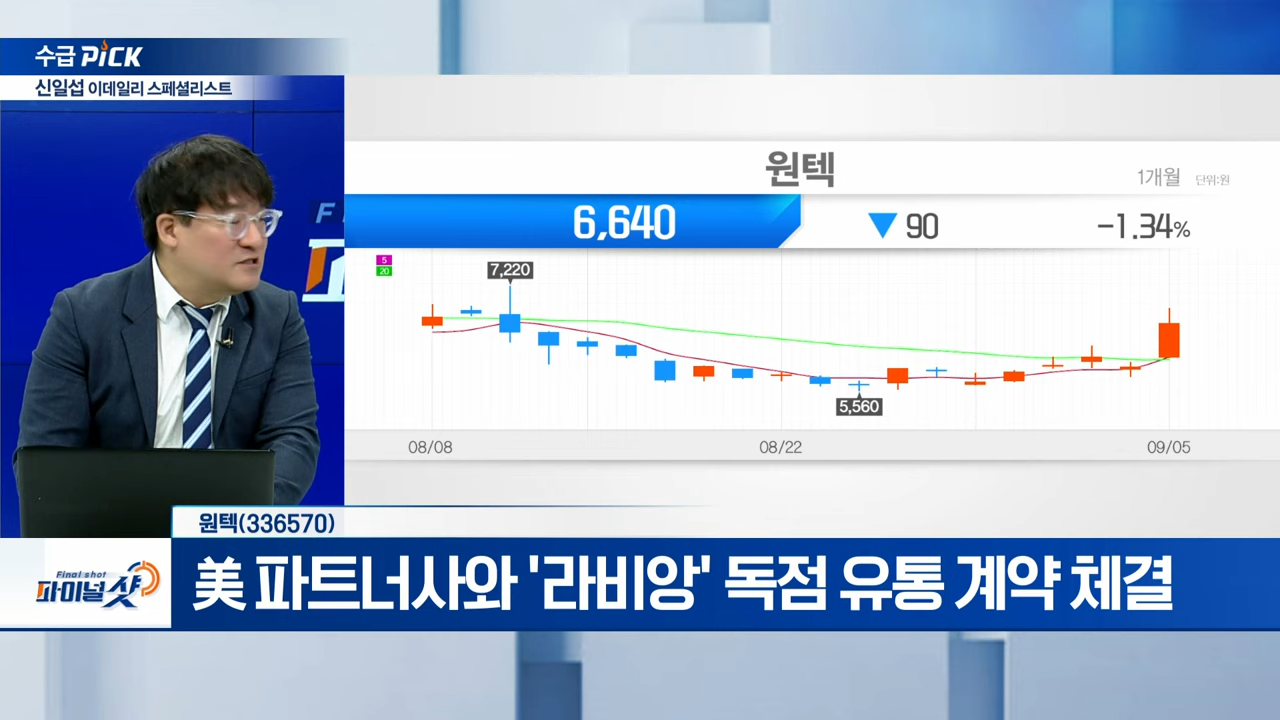 수급 PiCK
신일섭 이데일리 스페셜리스트
F
원텍
1개월 단위:원
6,640 ▼ 90 -1.34%
5
20
7,220
5,560
08/08 08/22 09/05
원텍(336570)
Final shot
파이널샷
美 파트너사와 '라비앙' 독점 유통 계약 체결